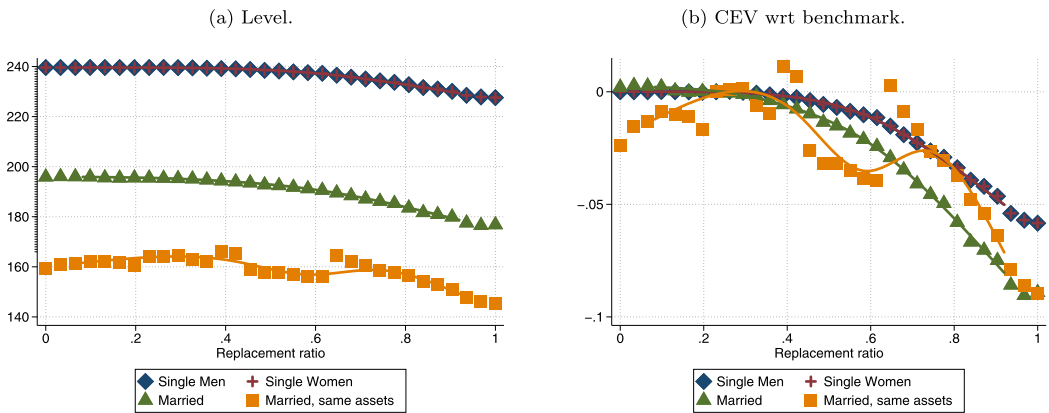 (a) Level.
240
220
200
180
160
140
0 .2 .4 .6 .8 1
Replacement ratio
Single Men Single Women
Married Married, same assets
(b) CEV wrt benchmark.
0
-.05
-.1
0 .2 .4 .6 .8 1
Replacement ratio
Single Men Single Women
Married Married, same assets